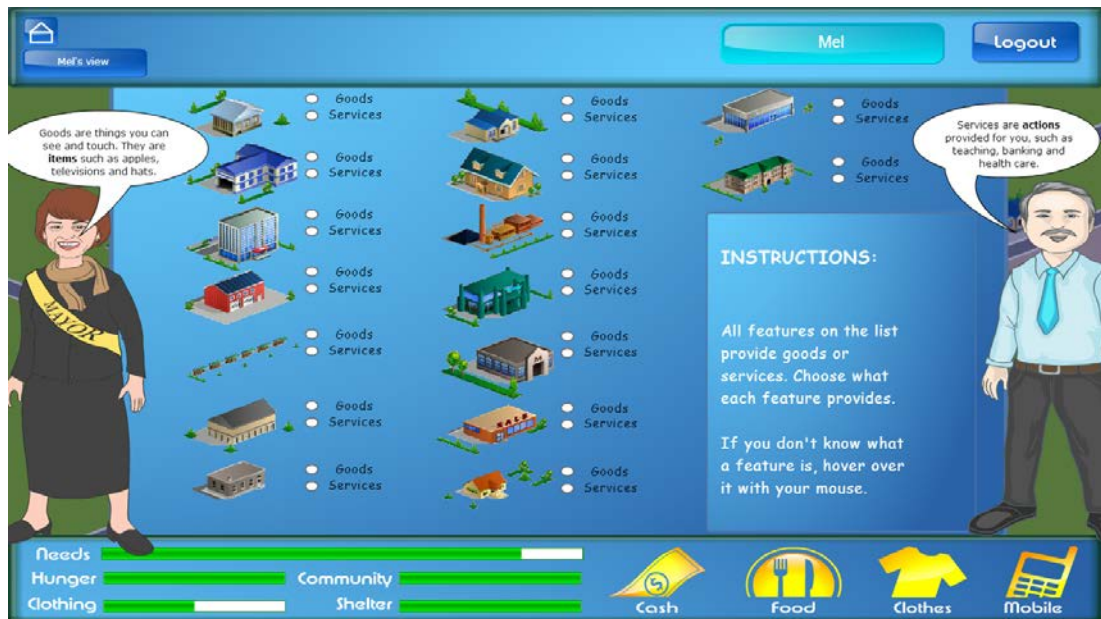 Mel's view
Mel
Logout
Goods are things you can
see and touch. They are
items such as apples,
televisions and hats.
MAYOR
Goods
Services
Goods
Services
Goods
Services
Goods
Services
Goods
Services
Goods
Services
Goods
Services
Goods
Services
Goods
Services
Goods
Services
Goods
Services
Goods
Services
Goods
Services
Goods
Services
Goods
Services
Goods
Services
Services are actions
provided for you, such as
teaching, banking and
health care.
INSTRUCTIONS:
All features on the list
provide goods or
services. Choose what
each feature provides.
If you don't know what
a feature is, hover over
it with your mouse.
Needs
Hunger
Community
Clothing
Shelter
Cash
Food
Clothes
Mobile